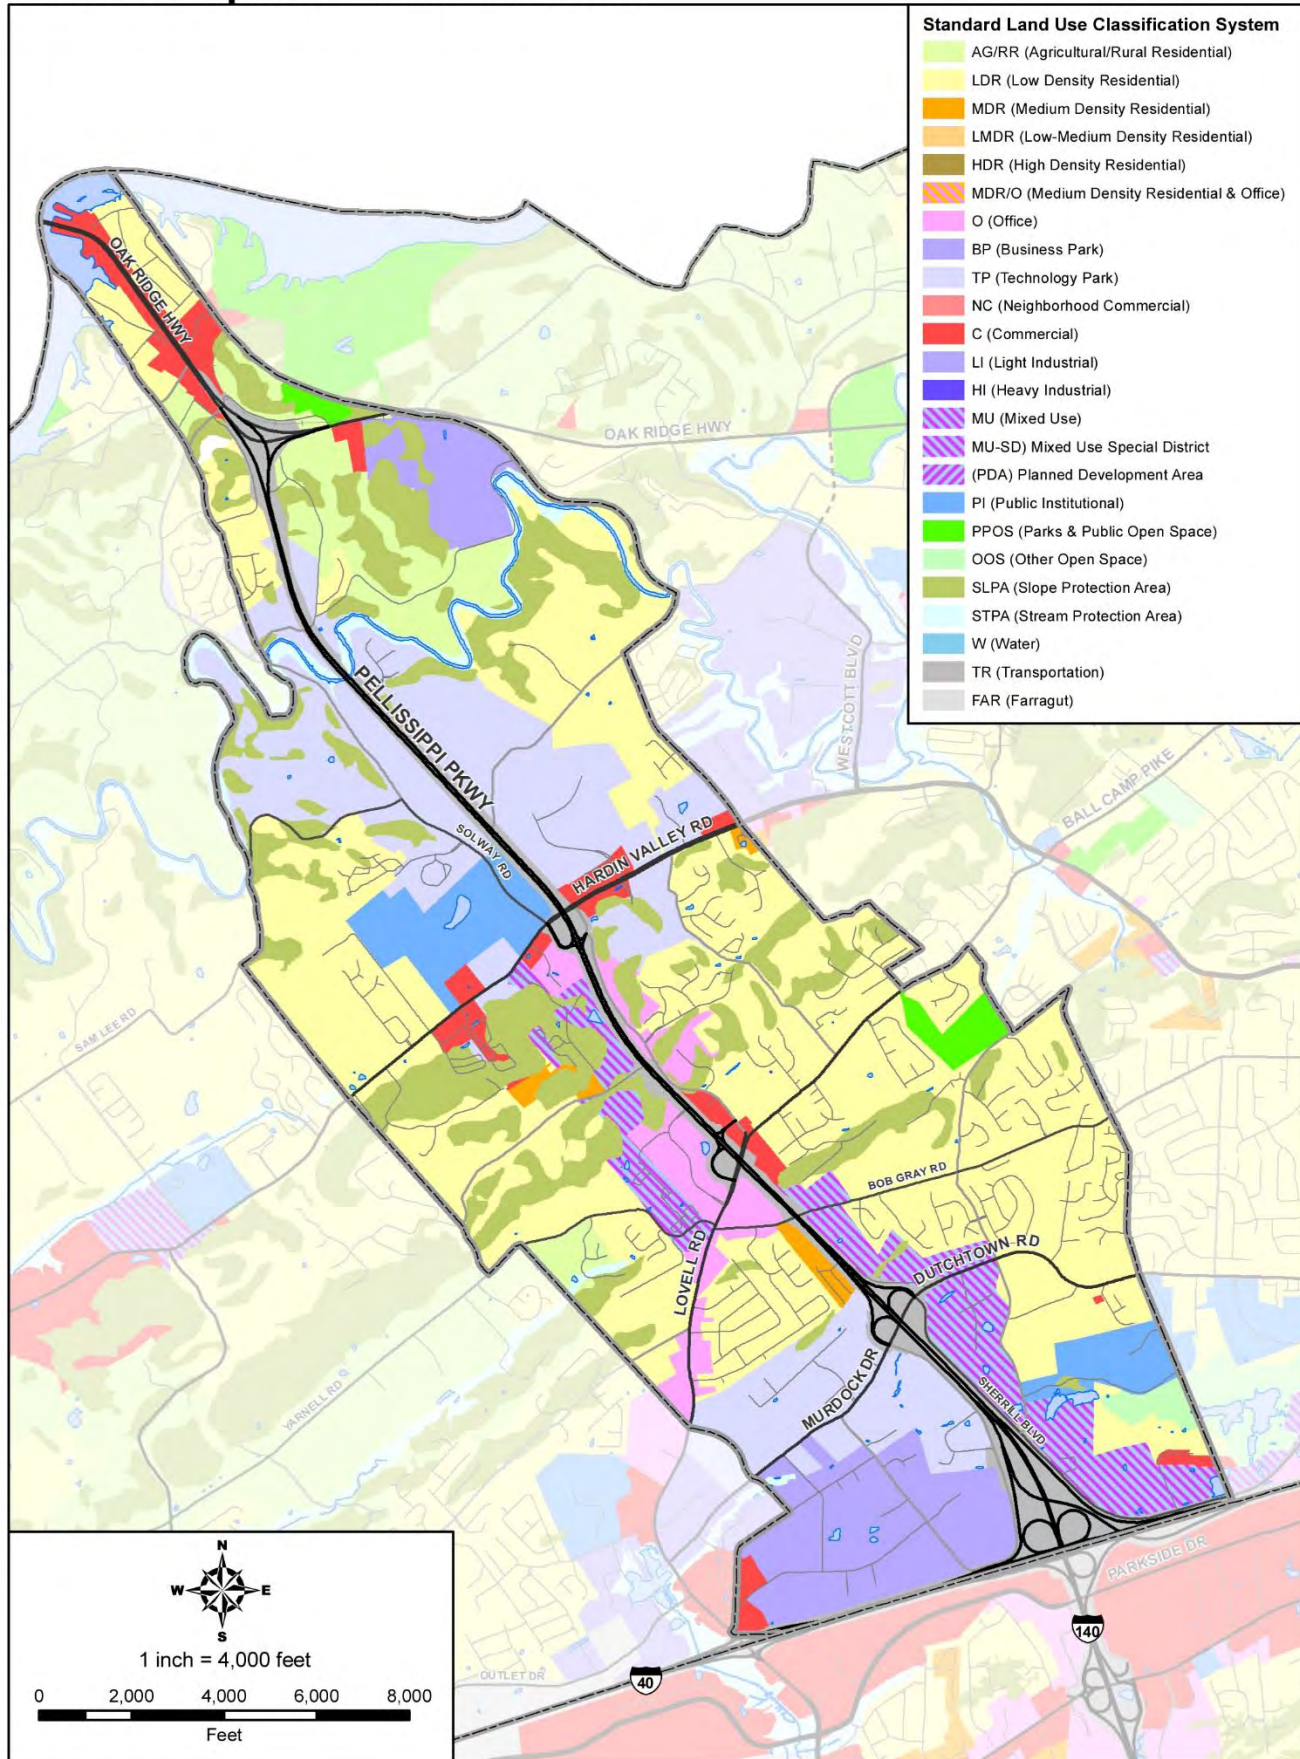 Standard Land Use Classification System
AG/RR (Agricultural/Rural Residential)
LDR (Low Density Residential)
MDR (Medium Density Residential)
LMDR (Low-Medium Density Residential)
HDR (High Density Residential)
MDR/O (Medium Density Residential & Office)
O (Office)
BP (Business Park)
TP (Technology Park)
NC (Neighborhood Commercial)
C (Commercial)
LI (Light Industrial)
HI (Heavy Industrial)
MU (Mixed Use)
MU-SD) Mixed Use Special District
(PDA) Planned Development Area
PI (Public Institutional)
PPOS (Parks & Public Open Space)
OOS (Other Open Space)
SLPA (Slope Protection Area)
STPA (Stream Protection Area)
W (Water)
TR (Transportation)
FAR (Farragut)
OAK RIDGE HWY
OAK RIDGE HWY
WESTCOTT BLVD
PELLISSIPPI PKWY
BALL CAMP PIKE
SOLWAY RD
HARDIN VALLEY RD
SAM LEE RD
BOB GRAY RD
LOVELL RD
DUTCHTOWN RD
MURDOCK DR
SHERRILL BLVD
YARNELL RD
PARKSIDE DR
140
OUTLET DR
40
N
W E
S
1 inch = 4,000 feet
0 2,000 4,000 6,000 8,000
Feet